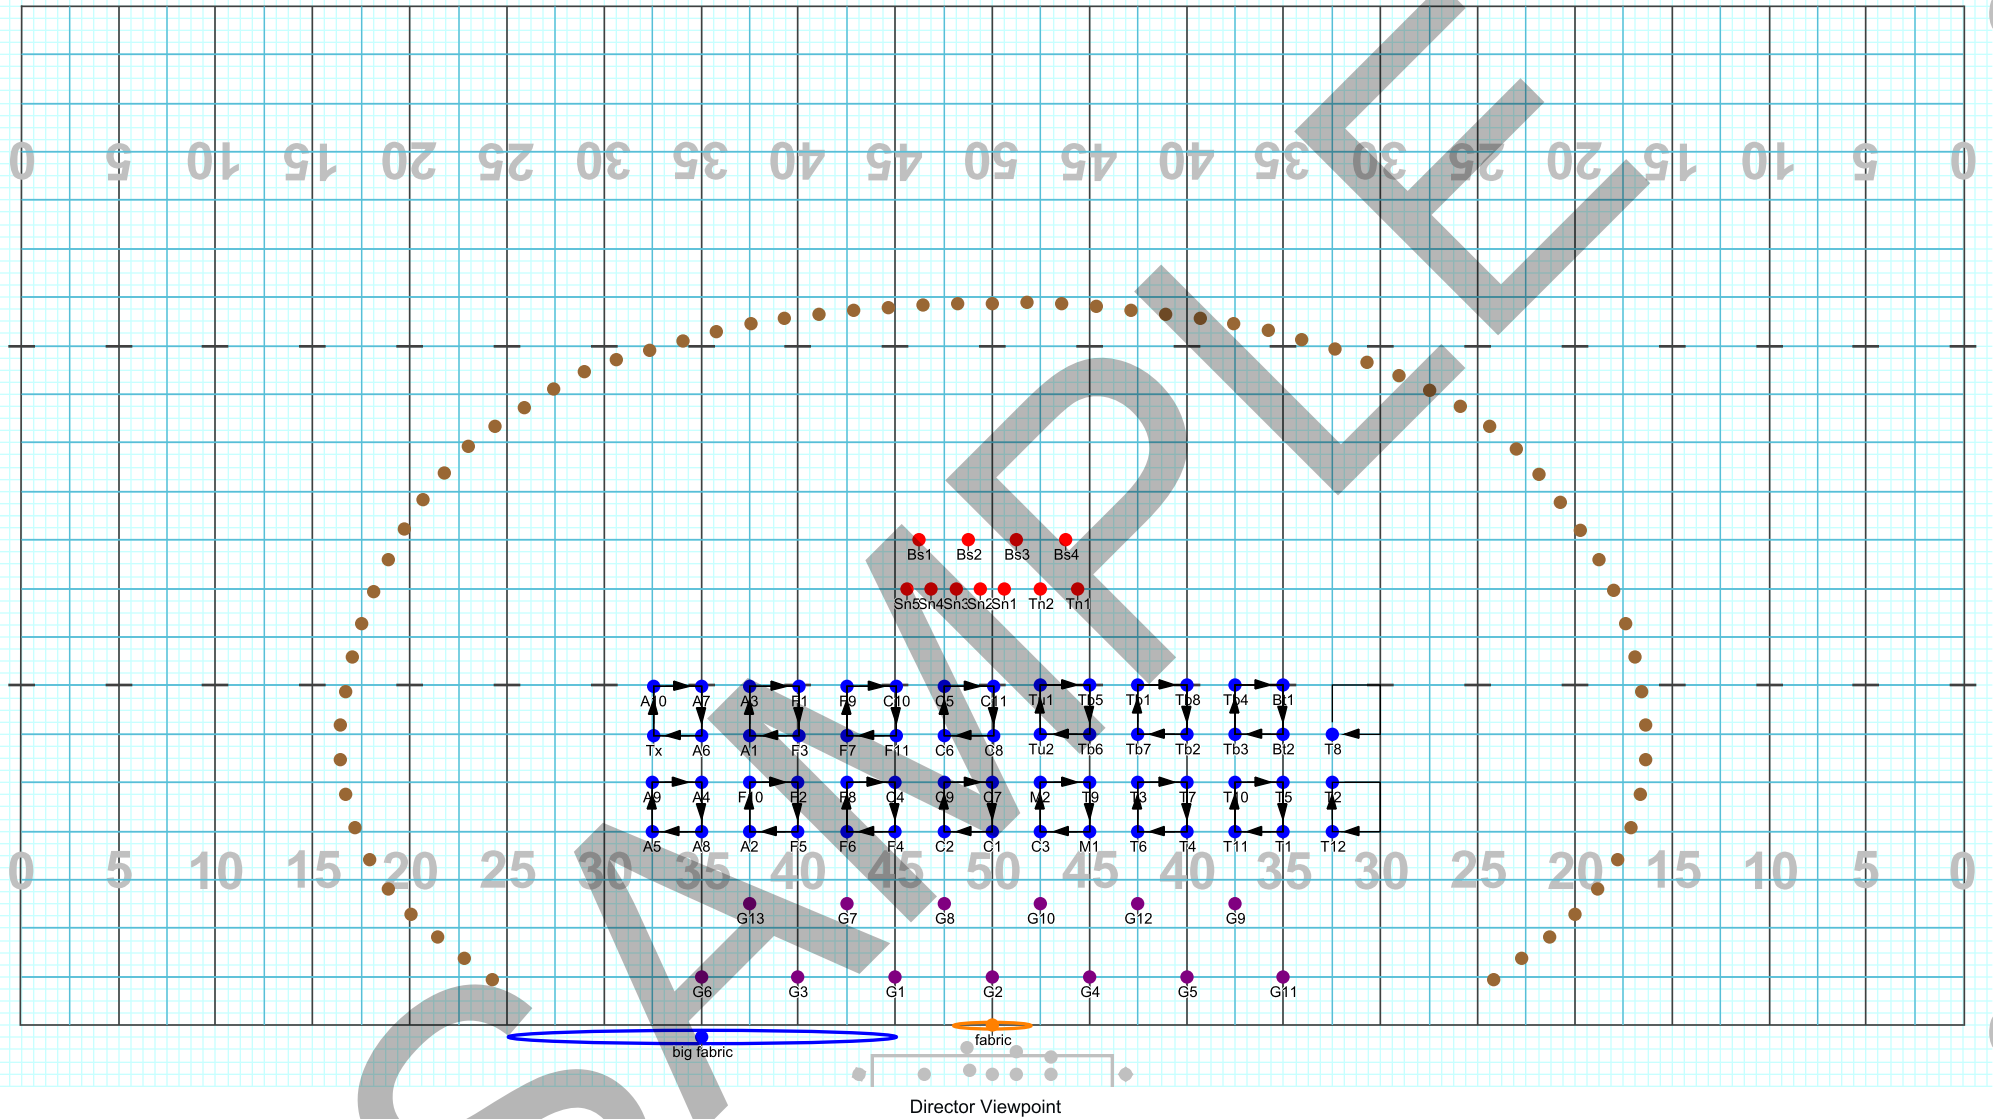 0 5 10 15 20 25 30 35 40 45 50 45 40 35 30 25 20 15 10 5 0
Bs1 Bs2 Bs3 Bs4
Sn5 Sn4 Sn3 Sn2 Sn1 Tn2 Tn1
A10 A7 A3 F1 F9 C10 C5 C11 Tu1 Tb5 Tb1 Tb8 Tb4 Bt1
Tx A6 A1 F3 F7 F11 C6 C8 Tu2 Tb6 Tb7 Tb2 Tb3 Bt2 T8
A9 A4 F10 F2 F8 C4 C9 C7 M2 T9 T3 T7 T10 T5 T2
A5 A8 A2 F5 F6 F4 C2 C1 C3 M1 T6 T4 T11 T1 T12
0 5 10 15 20 25 30 35 40 45 50 45 40 35 30 25 20 15 10 5 0
G13 G7 G8 G10 G12 G9
G6 G3 G1 G2 G4 G5 G11
big fabric fabric
Director Viewpoint
SAMPLE